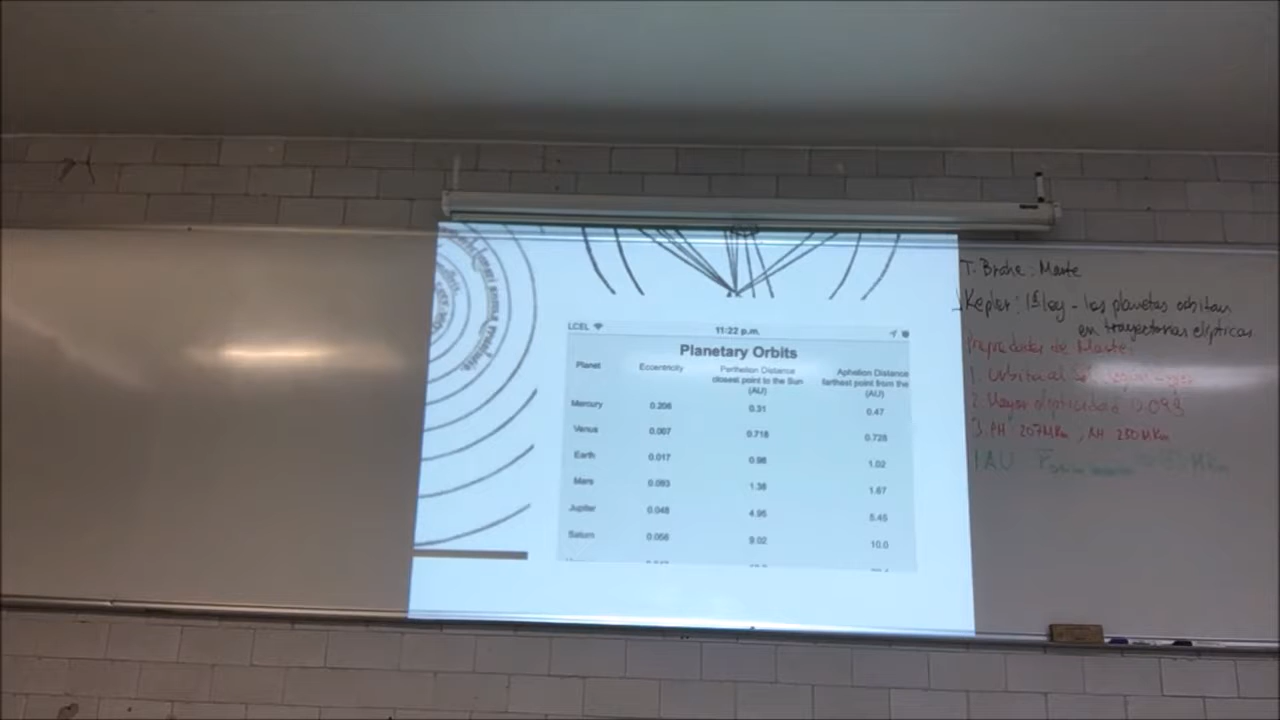 LCEL
11:22 p.m.
Planetary Orbits
Planet Eccentricity Perihelion Distance closest point to the Sun (AU) Aphelion Distance farthest point from the (AU)
Mercury 0.206 0.31 0.47
Venus 0.007 0.718 0.728
Earth 0.017 0.98 1.02
Mars 0.093 1.38 1.67
Jupiter 0.048 4.95 5.45
Saturn 0.056 9.02 10.0
T. Brahe: Marte
Kepler: 1ª ley - los planetas orbitan
en trayectorias elípticas
de Marte:
1.
2. Mayor elipticidad 0.093
3. PH 207MKm, AH 250MKm
1AU MKm